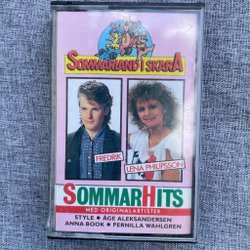 SOMMARLAND I SKARA
FREDRIK
LENA PHILIPSSON
SOMMARHITS
MED ORIGINALARTISTER
STYLE • ÅGE ALEKSANDERSEN
ANNA BOOK • PERNILLA WAHLGREN